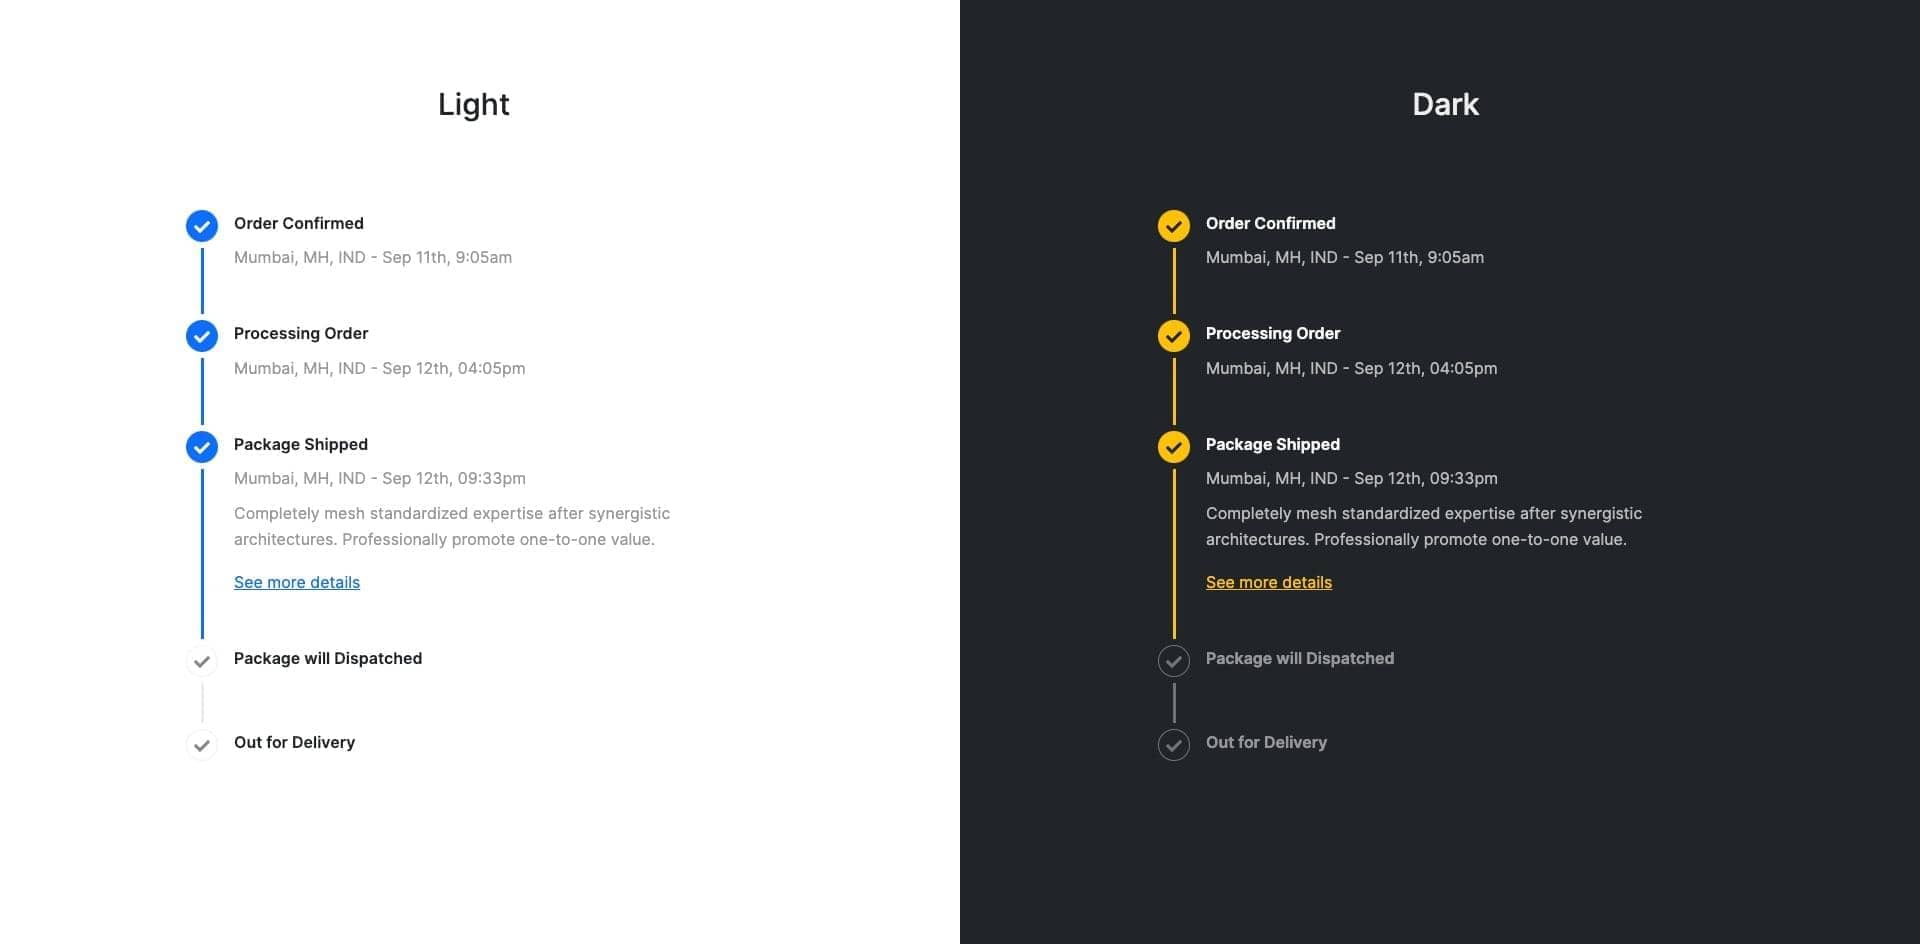 Light
Order Confirmed
Mumbai, MH, IND - Sep 11th, 9:05am
Processing Order
Mumbai, MH, IND - Sep 12th, 04:05pm
Package Shipped
Mumbai, MH, IND - Sep 12th, 09:33pm
Completely mesh standardized expertise after synergistic
architectures. Professionally promote one-to-one value.
See more details
Package will Dispatched
Out for Delivery
Dark
Order Confirmed
Mumbai, MH, IND - Sep 11th, 9:05am
Processing Order
Mumbai, MH, IND - Sep 12th, 04:05pm
Package Shipped
Mumbai, MH, IND - Sep 12th, 09:33pm
Completely mesh standardized expertise after synergistic
architectures. Professionally promote one-to-one value.
See more details
Package will Dispatched
Out for Delivery